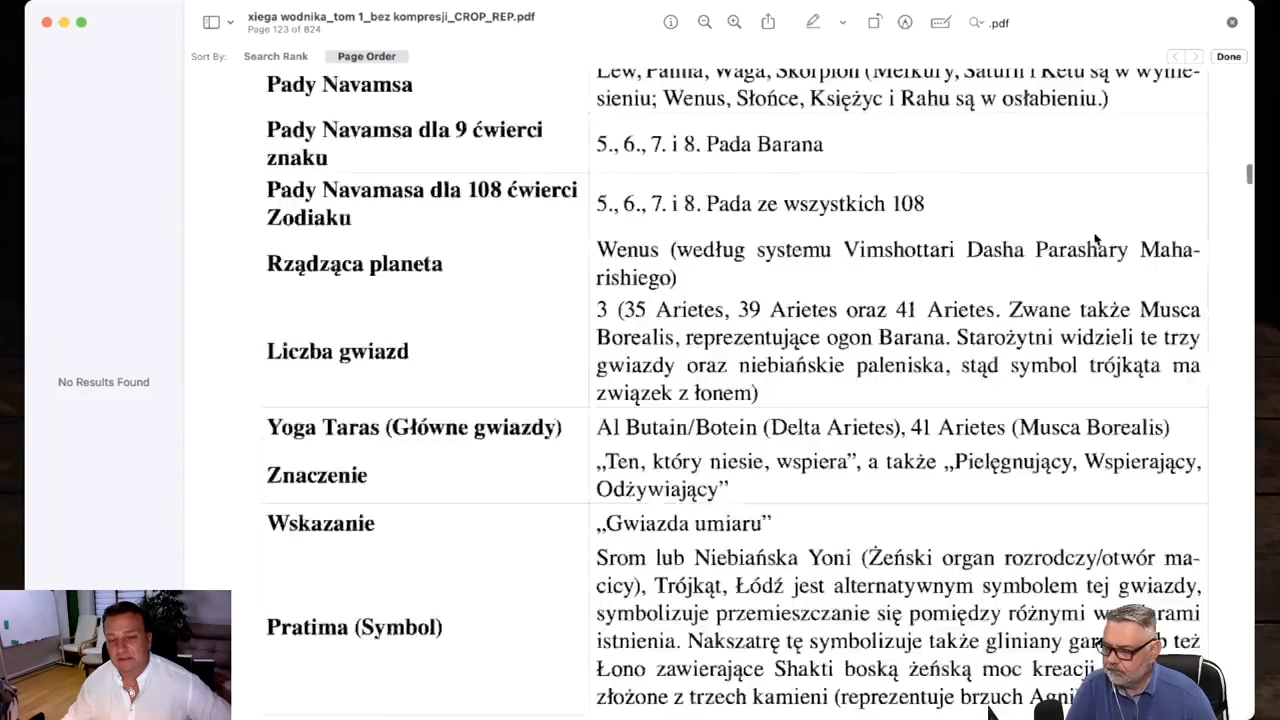 xiega wodnika_tom 1_bez kompresji_CROP_REP.pdf
Page 123 of 824
.pdf
Sort By:
Search Rank
Page Order
Done
No Results Found
Pady Navamsa
Lew, Panna, Waga, Skorpion (Merkury, Saturn i Ketu są w wynie-
sieniu; Wenus, Słońce, Księżyc i Rahu są w osłabieniu.)
Pady Navamsa dla 9 ćwierci
znaku
5., 6., 7. i 8. Pada Barana
Pady Navamasa dla 108 ćwierci
Zodiaku
5., 6., 7. i 8. Pada ze wszystkich 108
Rządząca planeta
Wenus (według systemu Vimshottari Dasha Parashary Maha-
rishiego)
Liczba gwiazd
3 (35 Arietes, 39 Arietes oraz 41 Arietes. Zwane także Musca
Borealis, reprezentujące ogon Barana. Starożytni widzieli te trzy
gwiazdy oraz niebiańskie paleniska, stąd symbol trójkąta ma
związek z łonem)
Yoga Taras (Główne gwiazdy)
Al Butain/Botein (Delta Arietes), 41 Arietes (Musca Borealis)
Znaczenie
„Ten, który niesie, wspiera”, a także „Pielęgnujący, Wspierający,
Odżywiający”
Wskazanie
„Gwiazda umiaru”
Pratima (Symbol)
Srom lub Niebiańska Yoni (Żeński organ rozrodczy/otwór ma-
cicy), Trójkąt, Łódź jest alternatywnym symbolem tej gwiazdy,
symbolizuje przemieszczanie się pomiędzy różnymi
istnienia. Nakszatrę tę symbolizuje także gliniany też
Łono zawierające Shakti boską żeńską moc kreacji
złożone z trzech kamieni (reprezentuje brzuch